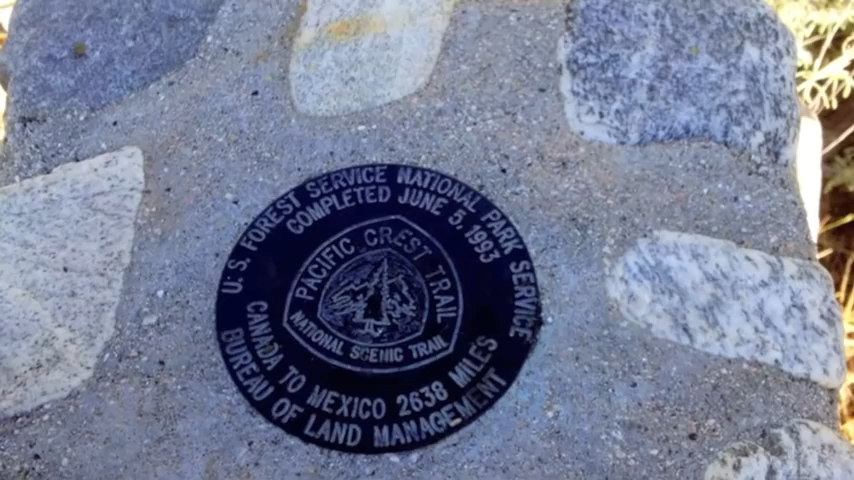 U.S. FOREST SERVICE NATIONAL PARK SERVICE
COMPLETED JUNE 5, 1993
PACIFIC CREST TRAIL
NATIONAL SCENIC TRAIL
CANADA TO MEXICO 2638 MILES
BUREAU OF LAND MANAGEMENT